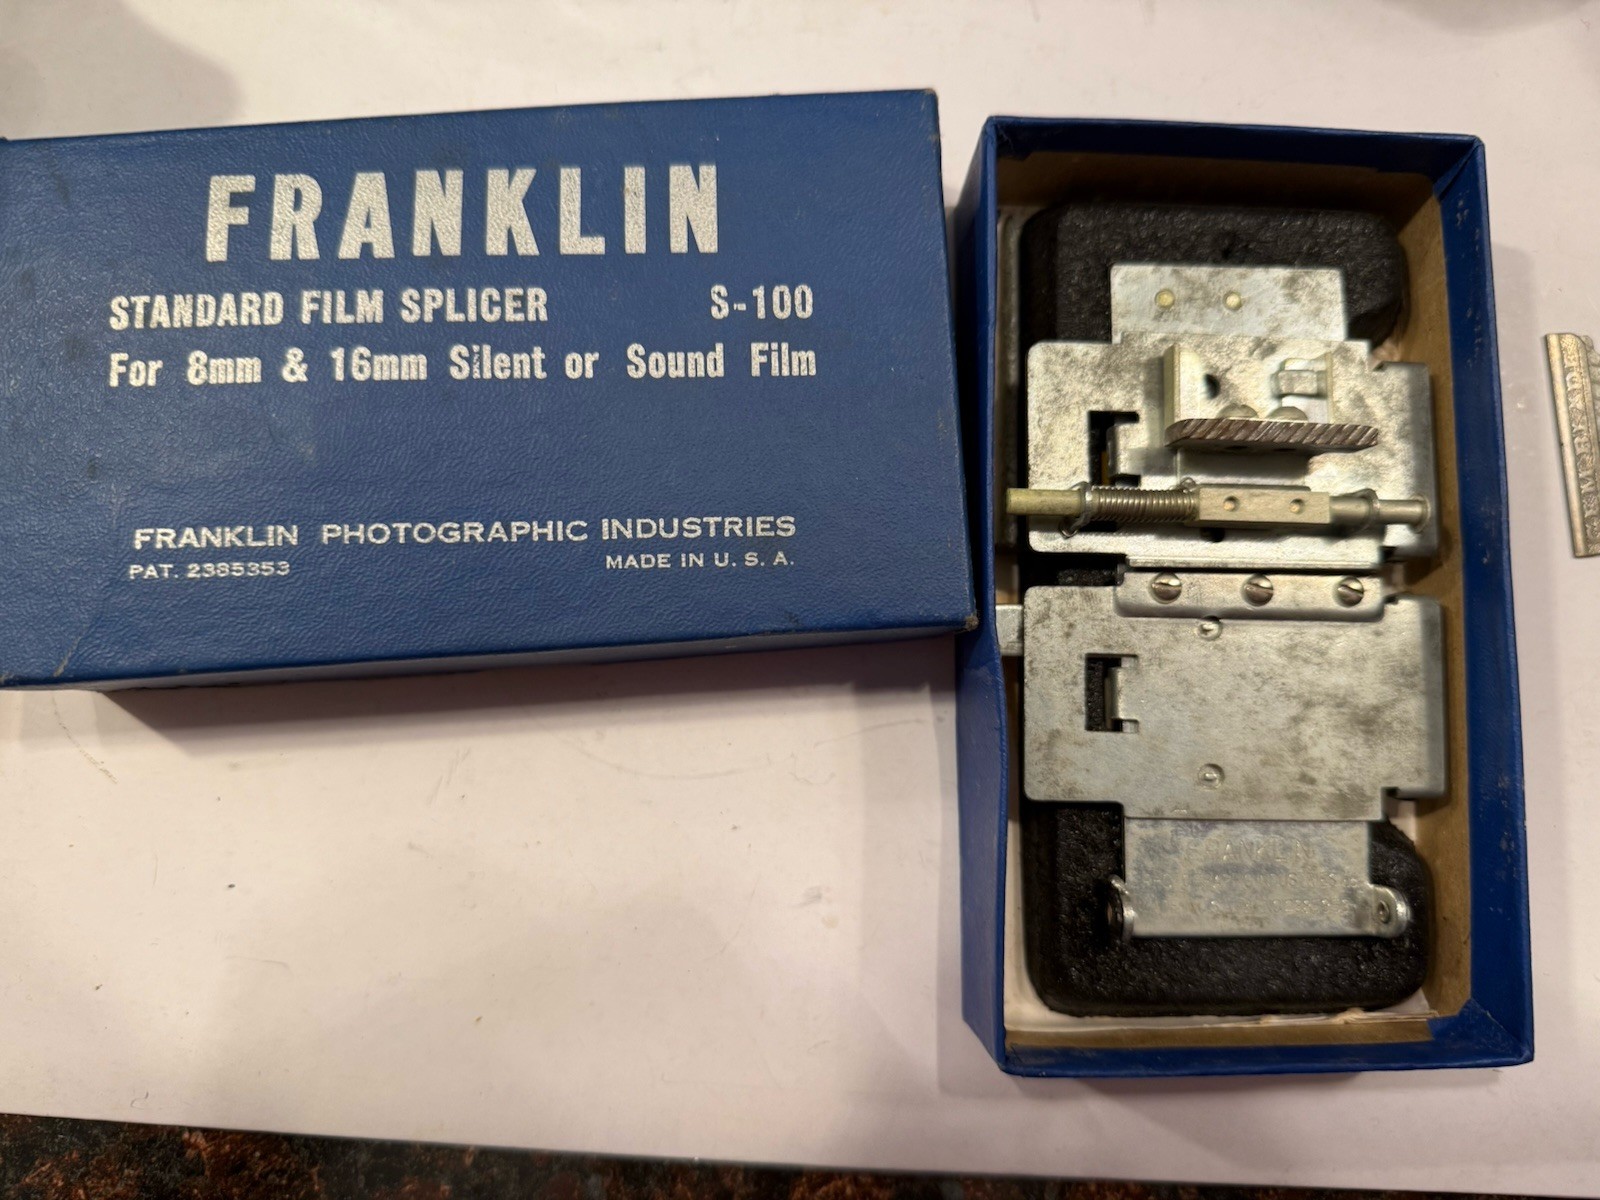 FRANKLIN
STANDARD FILM SPLICER S-100
For 8mm & 16mm Silent or Sound Film
FRANKLIN PHOTOGRAPHIC INDUSTRIES
PAT. 2385353 MADE IN U. S. A.
FRANKLIN